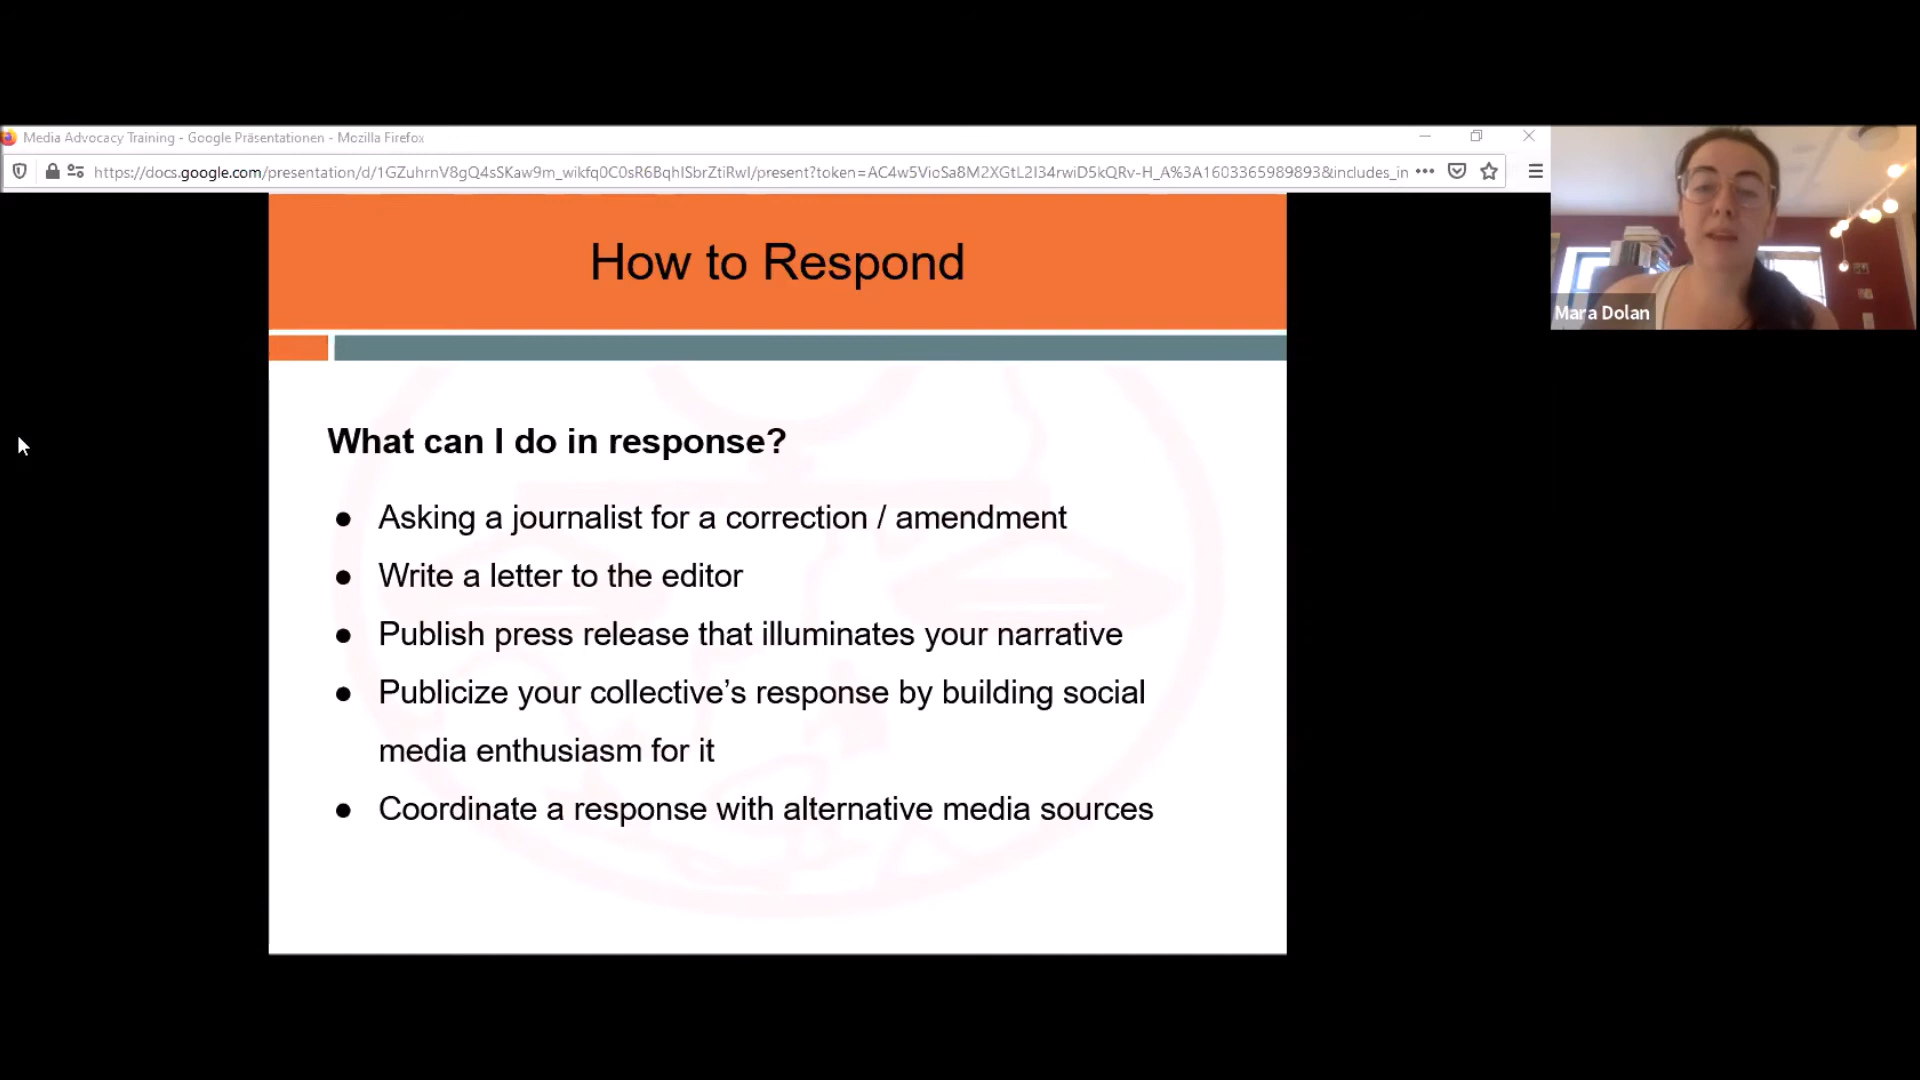 Media Advocacy Training - Google Präsentationen - Mozilla Firefox
https://docs.google.com/presentation/d/1GZuhrnV8gQ4sSKaw9m_wikfq0C0sR6BqhISbrZtiRwI/present?token=AC4w5VioSa8M2XGtL2I34rwiD5kQRv-H_A%3A1603365989893&includes_in
Mara Dolan
How to Respond
What can I do in response?
● Asking a journalist for a correction / amendment
● Write a letter to the editor
● Publish press release that illuminates your narrative
● Publicize your collective’s response by building social
media enthusiasm for it
● Coordinate a response with alternative media sources